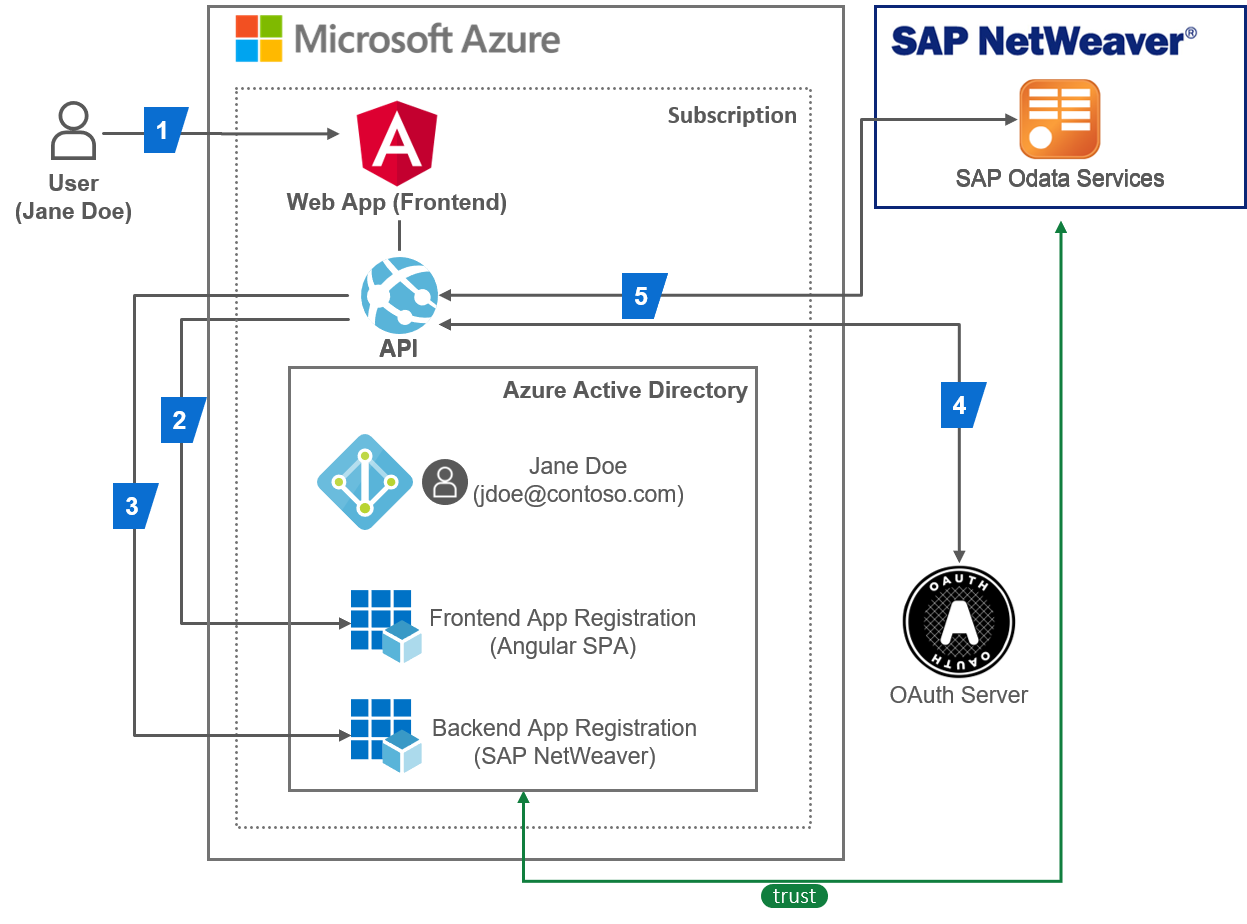 Microsoft Azure
SAP NetWeaver®
Subscription
1
User
(Jane Doe)
A
Web App (Frontend)
SAP Odata Services
5
API
Azure Active Directory
4
2
Jane Doe
(jdoe@contoso.com)
3
Frontend App Registration
(Angular SPA)
OAUTH
A
OAUTH
OAuth Server
Backend App Registration
(SAP NetWeaver)
trust